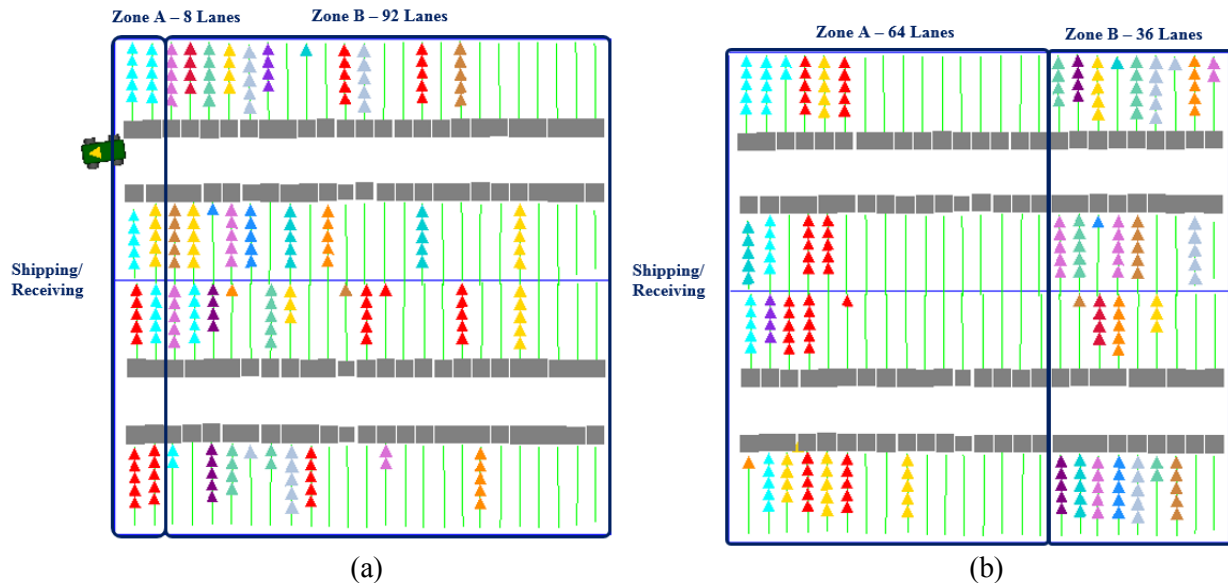 Zone A – 8 Lanes
Zone B – 92 Lanes
Shipping/
Receiving
(a)
Zone A – 64 Lanes
Zone B – 36 Lanes
Shipping/
Receiving
(b)